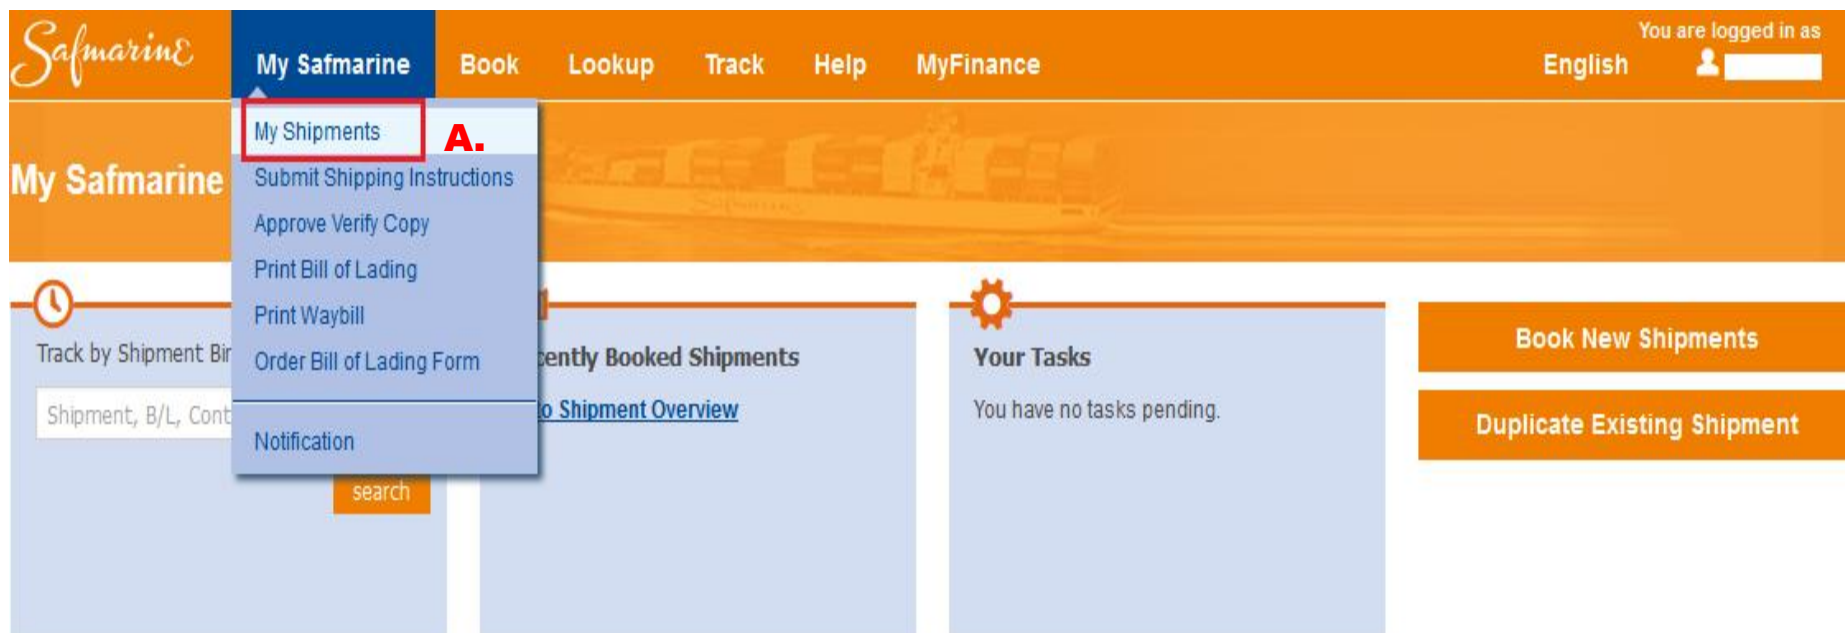 You are logged in as
Safmarine
My Safmarine Book Lookup Track Help MyFinance English
My Shipments A.
My Safmarine
Submit Shipping Instructions
Approve Verify Copy
Print Bill of Lading
Print Waybill
Order Bill of Lading Form
Notification
Track by Shipment
Shipment, B/L,
search
Booked Shipments
Shipment Overview
Your Tasks
You have no tasks pending.
Book New Shipments
Duplicate Existing Shipment